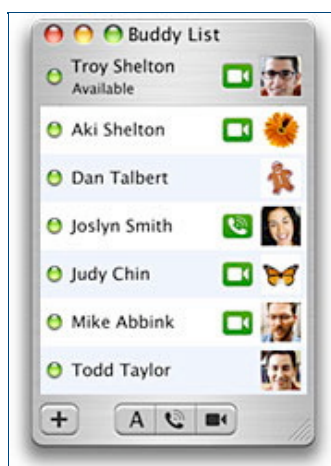 Buddy List
Troy Shelton
Available
Aki Shelton
Dan Talbert
Joslyn Smith
Judy Chin
Mike Abbink
Todd Taylor
A